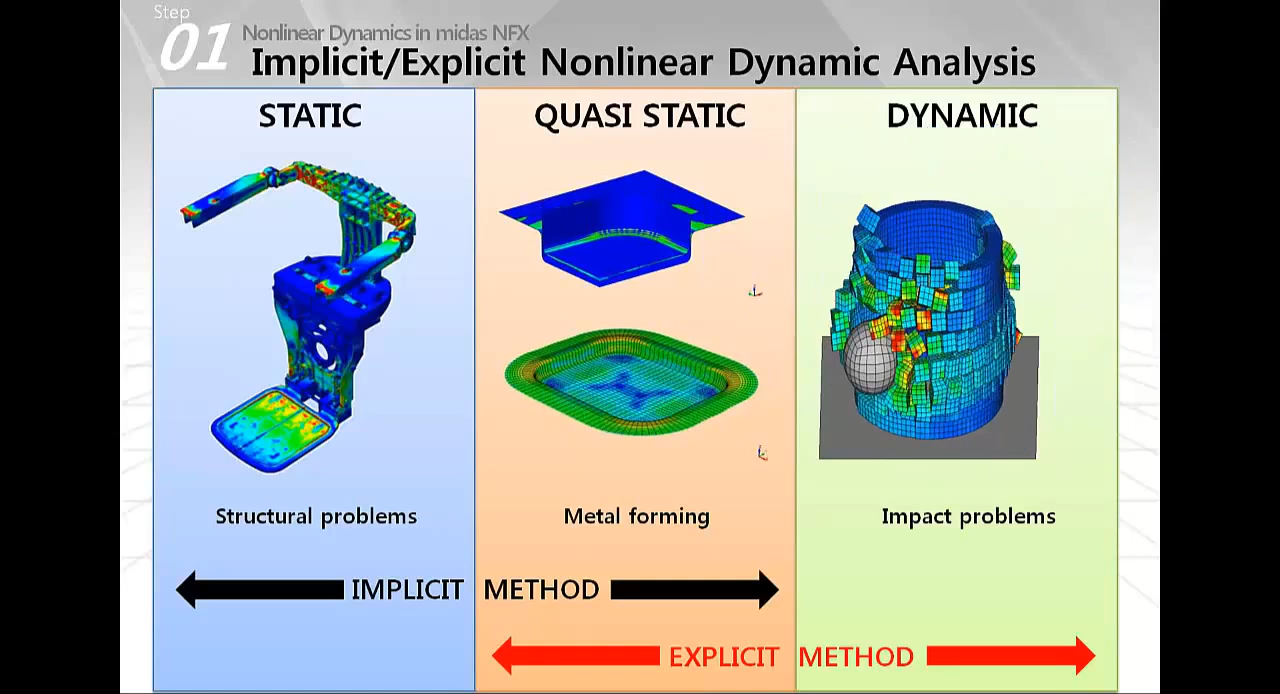 Step
01
Nonlinear Dynamics in midas NFX
Implicit/Explicit Nonlinear Dynamic Analysis
STATIC
QUASI STATIC
DYNAMIC
Structural problems
Metal forming
Impact problems
IMPLICIT METHOD
EXPLICIT METHOD